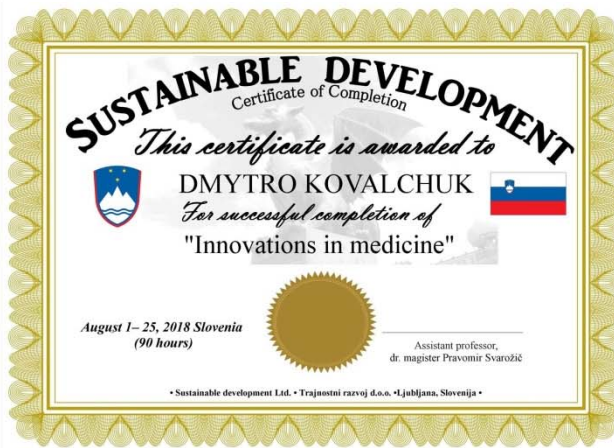 SUSTAINABLE DEVELOPMENT
Certificate of Completion
This certificate is awarded to
DMYTRO KOVALCHUK
For successful completion of
"Innovations in medicine"
August 1– 25, 2018 Slovenia
(90 hours)
Assistant professor,
dr. magister Pravomir Svarožič
• Sustainable development Ltd. • Trajnostni razvoj d.o.o. •Ljubljana, Slovenija •